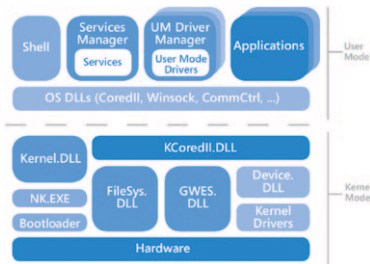 Shell
Services
Manager
Services
UM Driver
Manager
User Mode
Drivers
Applications
User
Mode
OS DLLs (CoreDll, Winsock, CommCtrl, ...)
Kernel.DLL
KCoreDll.DLL
NK.EXE
Bootloader
FileSys.
DLL
GWES.
DLL
Device.
DLL
Kernel
Drivers
Kernel
Mode
Hardware